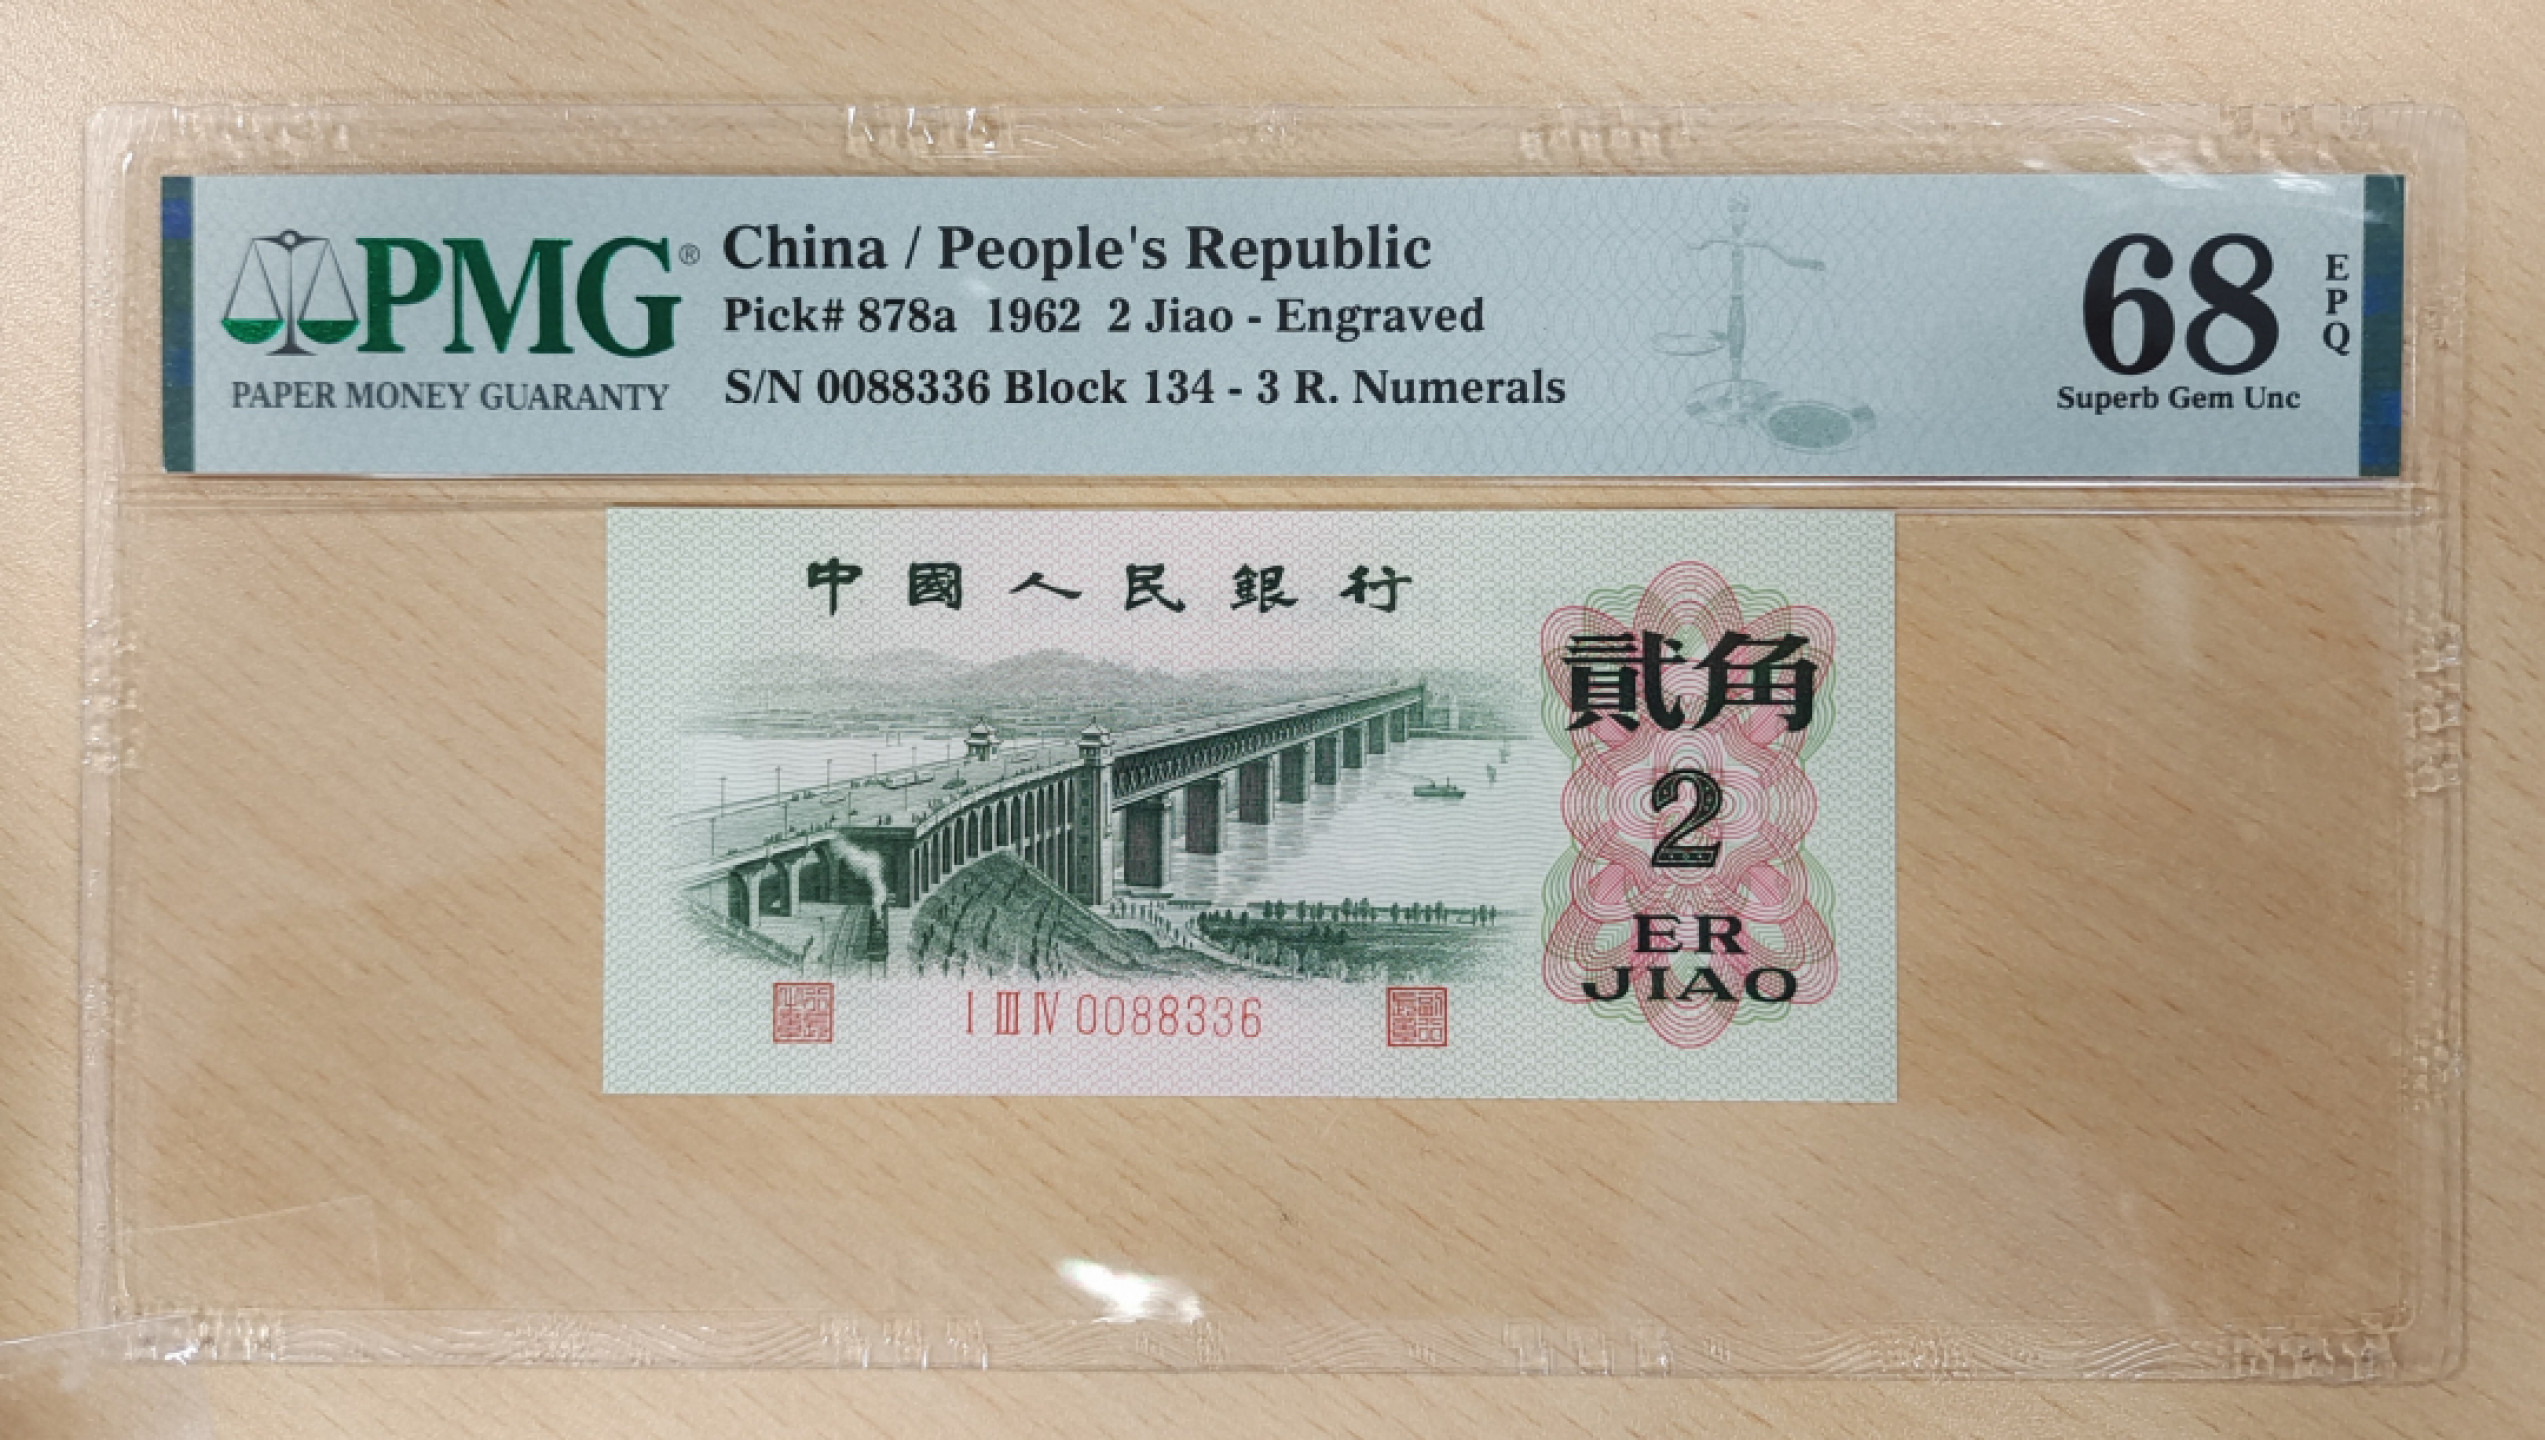 PMG®
PAPER MONEY GUARANTY
China / People's Republic
Pick# 878a 1962 2 Jiao - Engraved
S/N 0088336 Block 134 - 3 R. Numerals
68
EPQ
Superb Gem Unc
中國人民銀行
貳角
2
ER
JIAO
I III IV 0088336